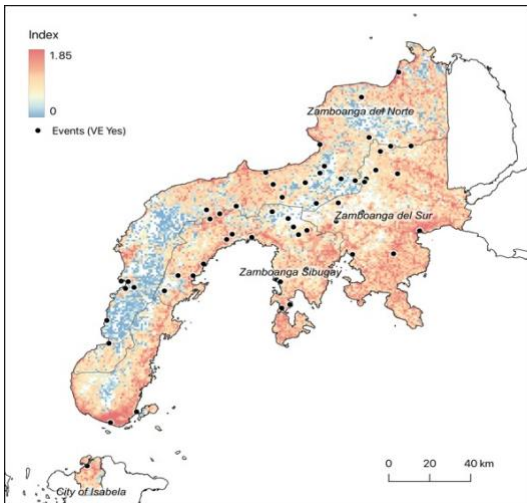 Index
1.85
0
Events (VE Yes)
Zamboanga del Norte
Zamboanga del Sur
Zamboanga Sibugay
City of Isabela
0 20 40 km